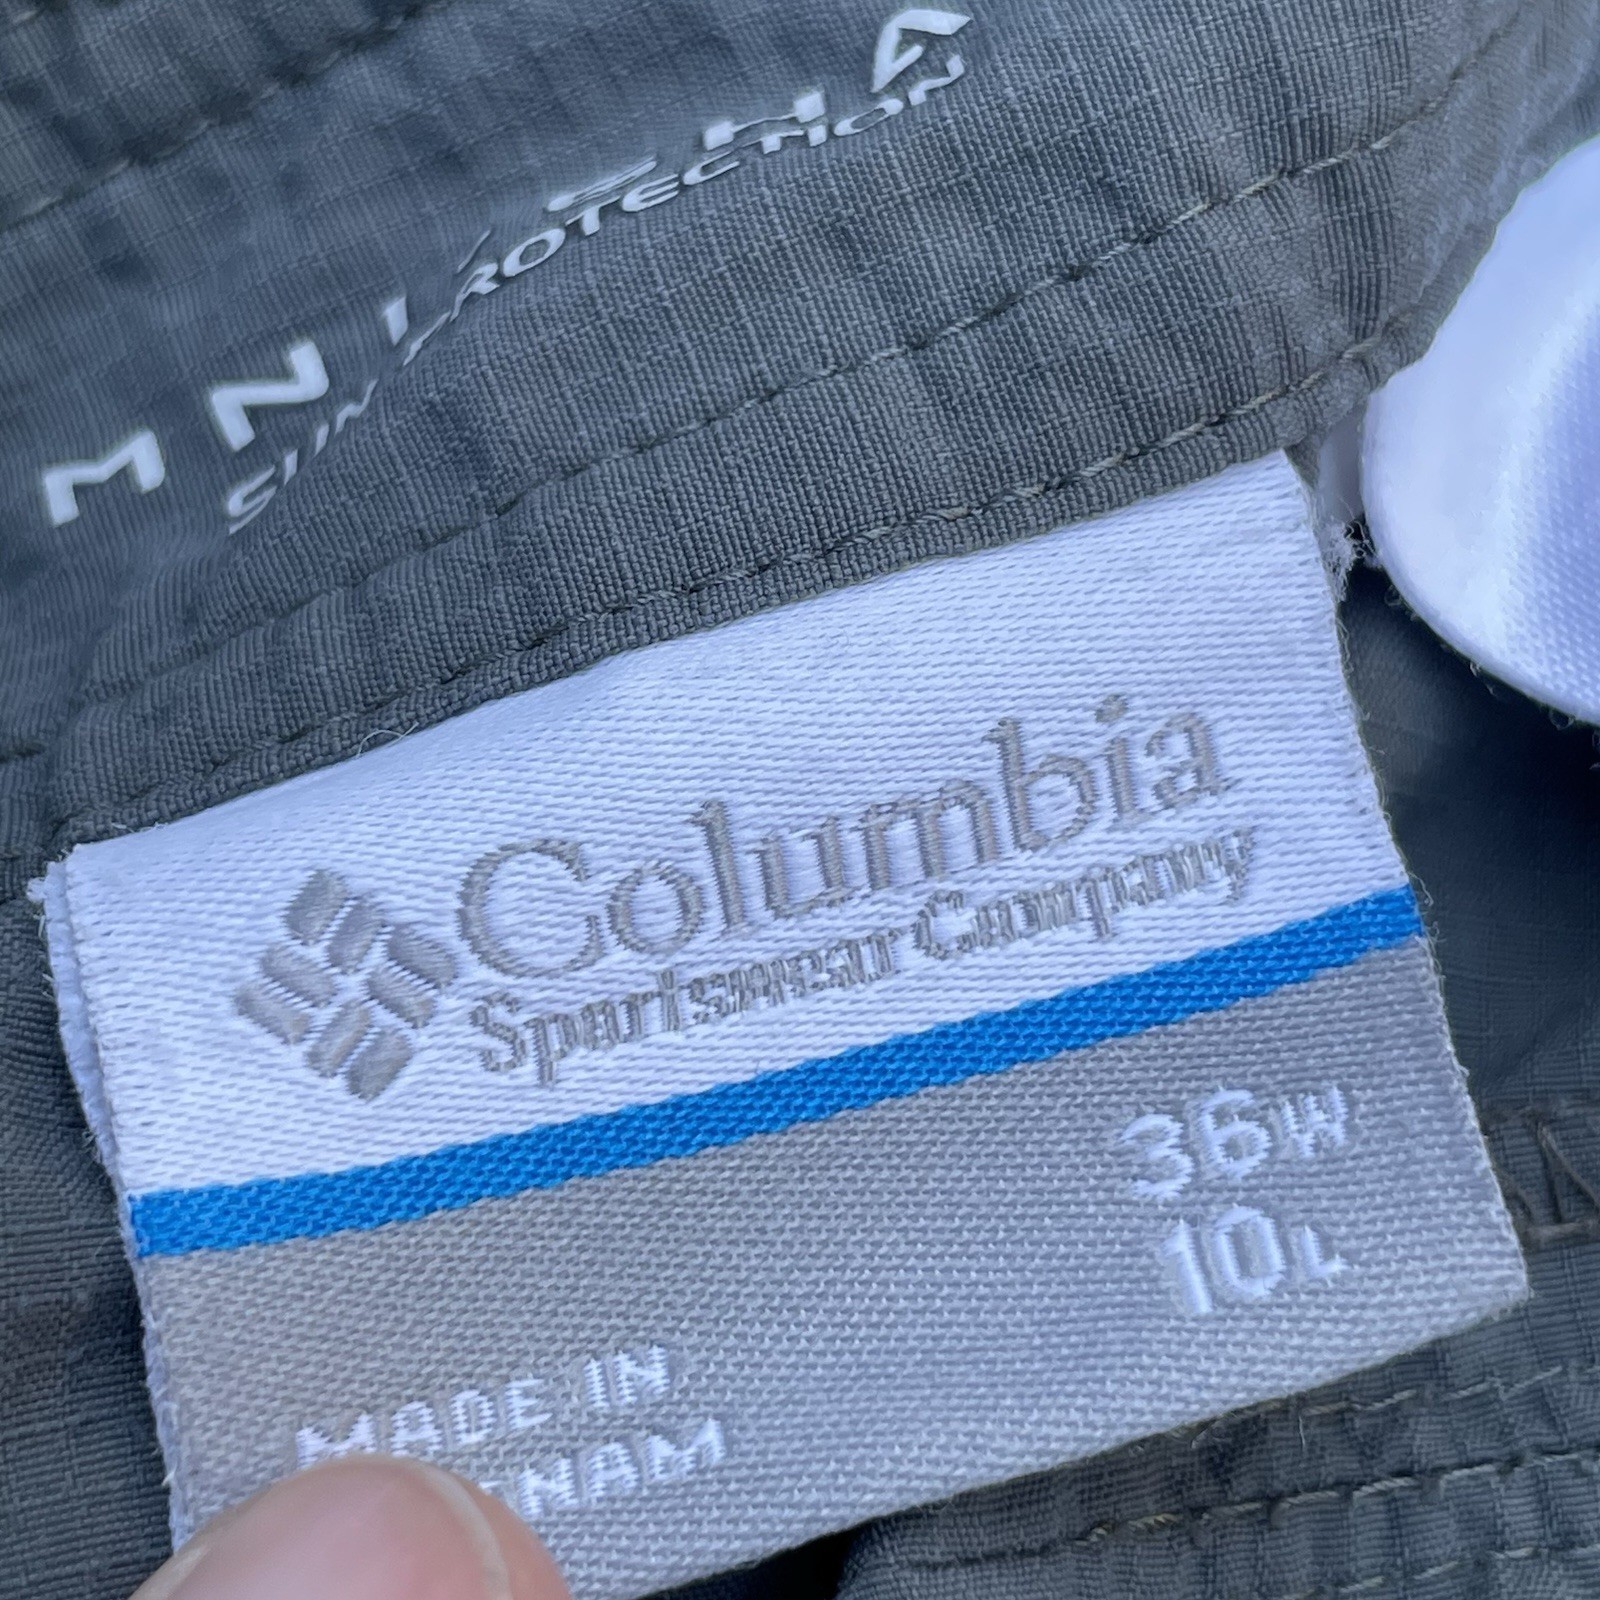 SUN PROTECTION
Columbia
Sportswear Company
36W
10L
MADE IN